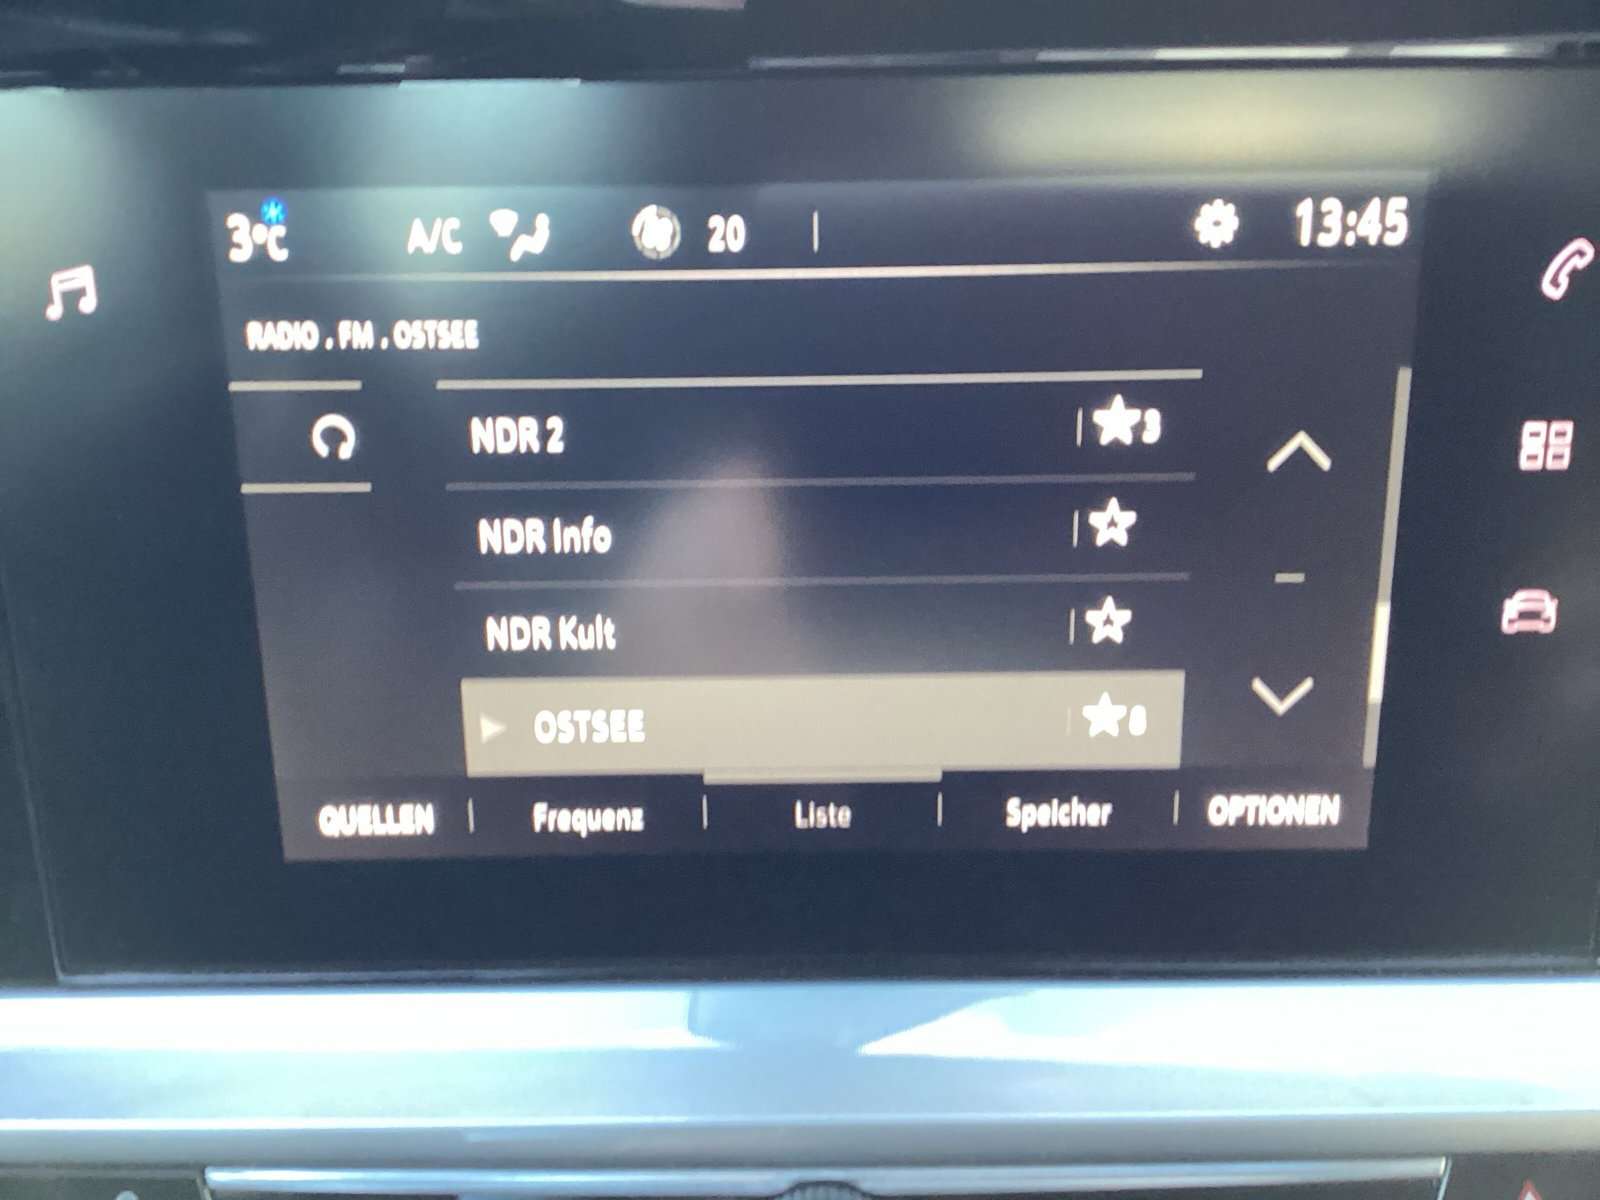 3°C A/C 20 13:45
RADIO . FM . OSTSEE
NDR 2 3
NDR Info
NDR Kult
OSTSEE 8
QUELLEN Frequenz Liste Speicher OPTIONEN